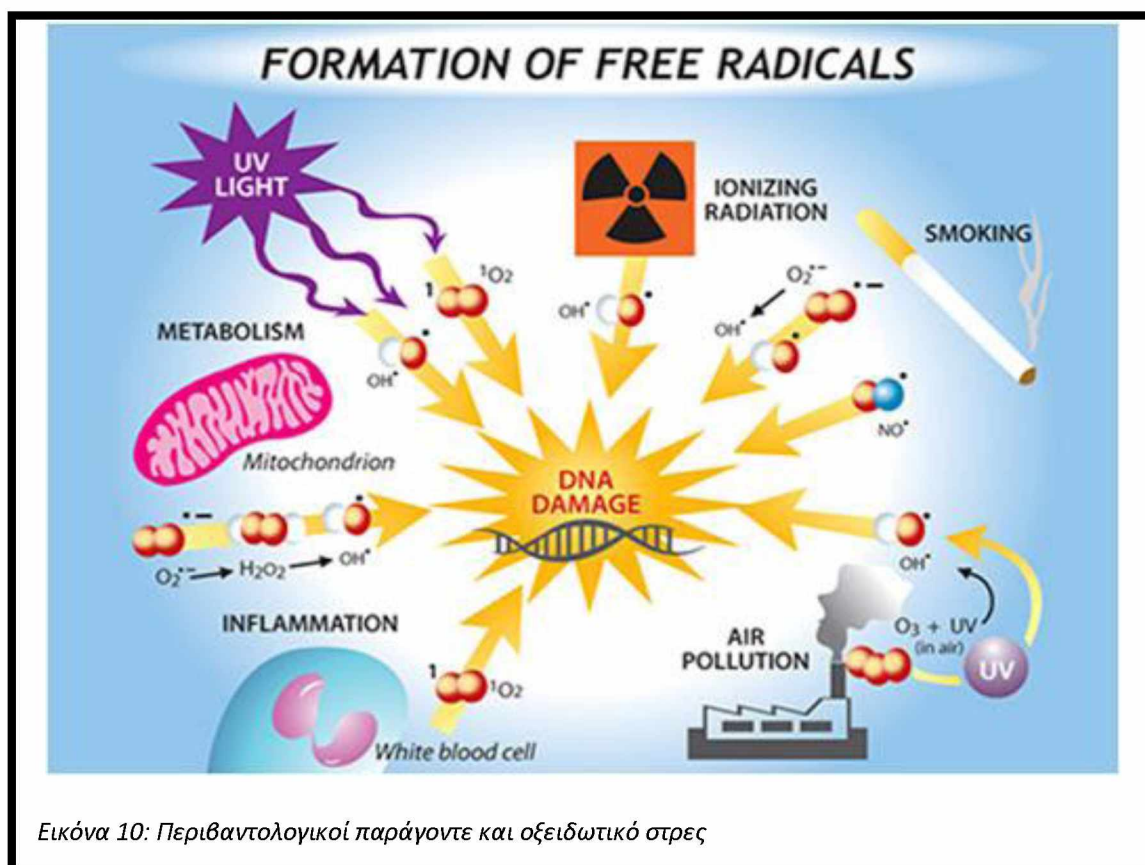 FORMATION OF FREE RADICALS
UV
LIGHT
IONIZING
RADIATION
SMOKING
1
¹O2
OH•
O₂•−
OH•
•
•−
METABOLISM
OH•
•
Mitochondrion
NO•
•
DNA
DAMAGE
•−
•
O₂•− H₂O₂ OH•
•
OH•
INFLAMMATION
1
¹O2
White blood cell
AIR
POLLUTION
O₃ + UV
(in air)
UV
Εικόνα 10: Περιβαντολογικοί παράγοντε και οξειδωτικό στρες